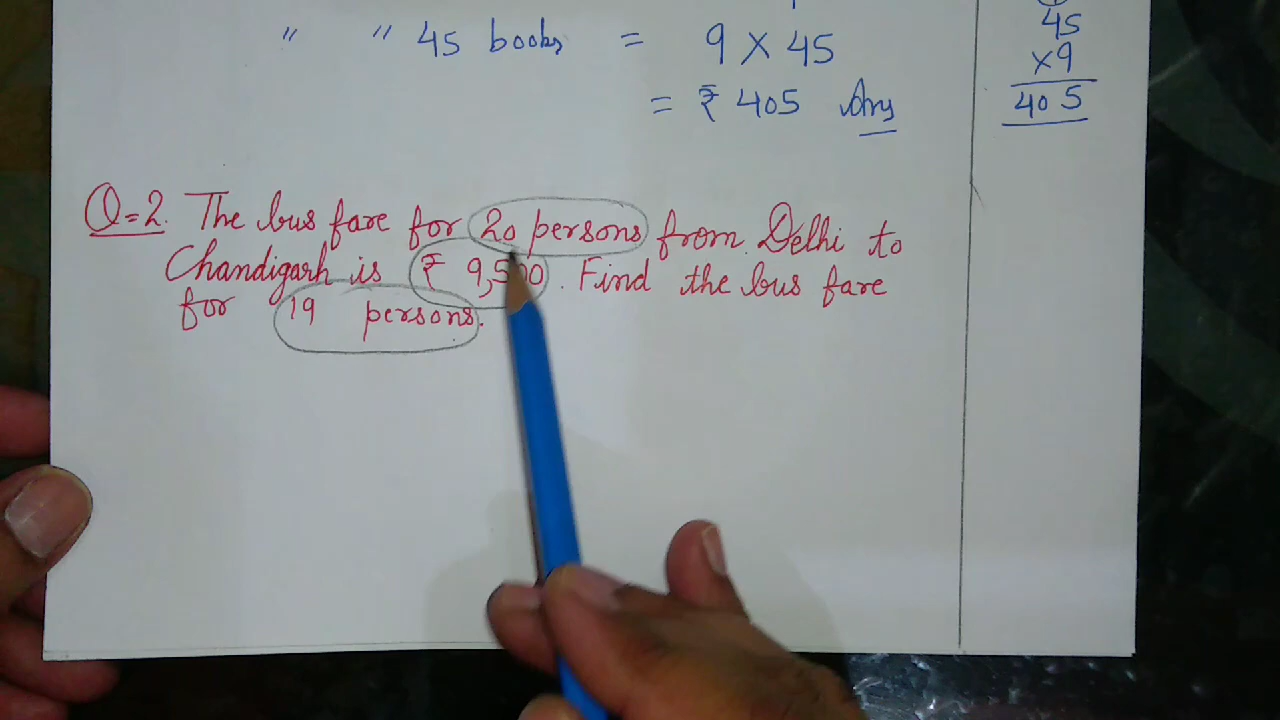 " " 45 books = 9 X 45
= ₹ 405 Ans
45
X9
405
Q=2. The bus fare for 20 persons from Delhi to
Chandigarh is ₹ 9,500. Find the bus fare
for 19 persons.